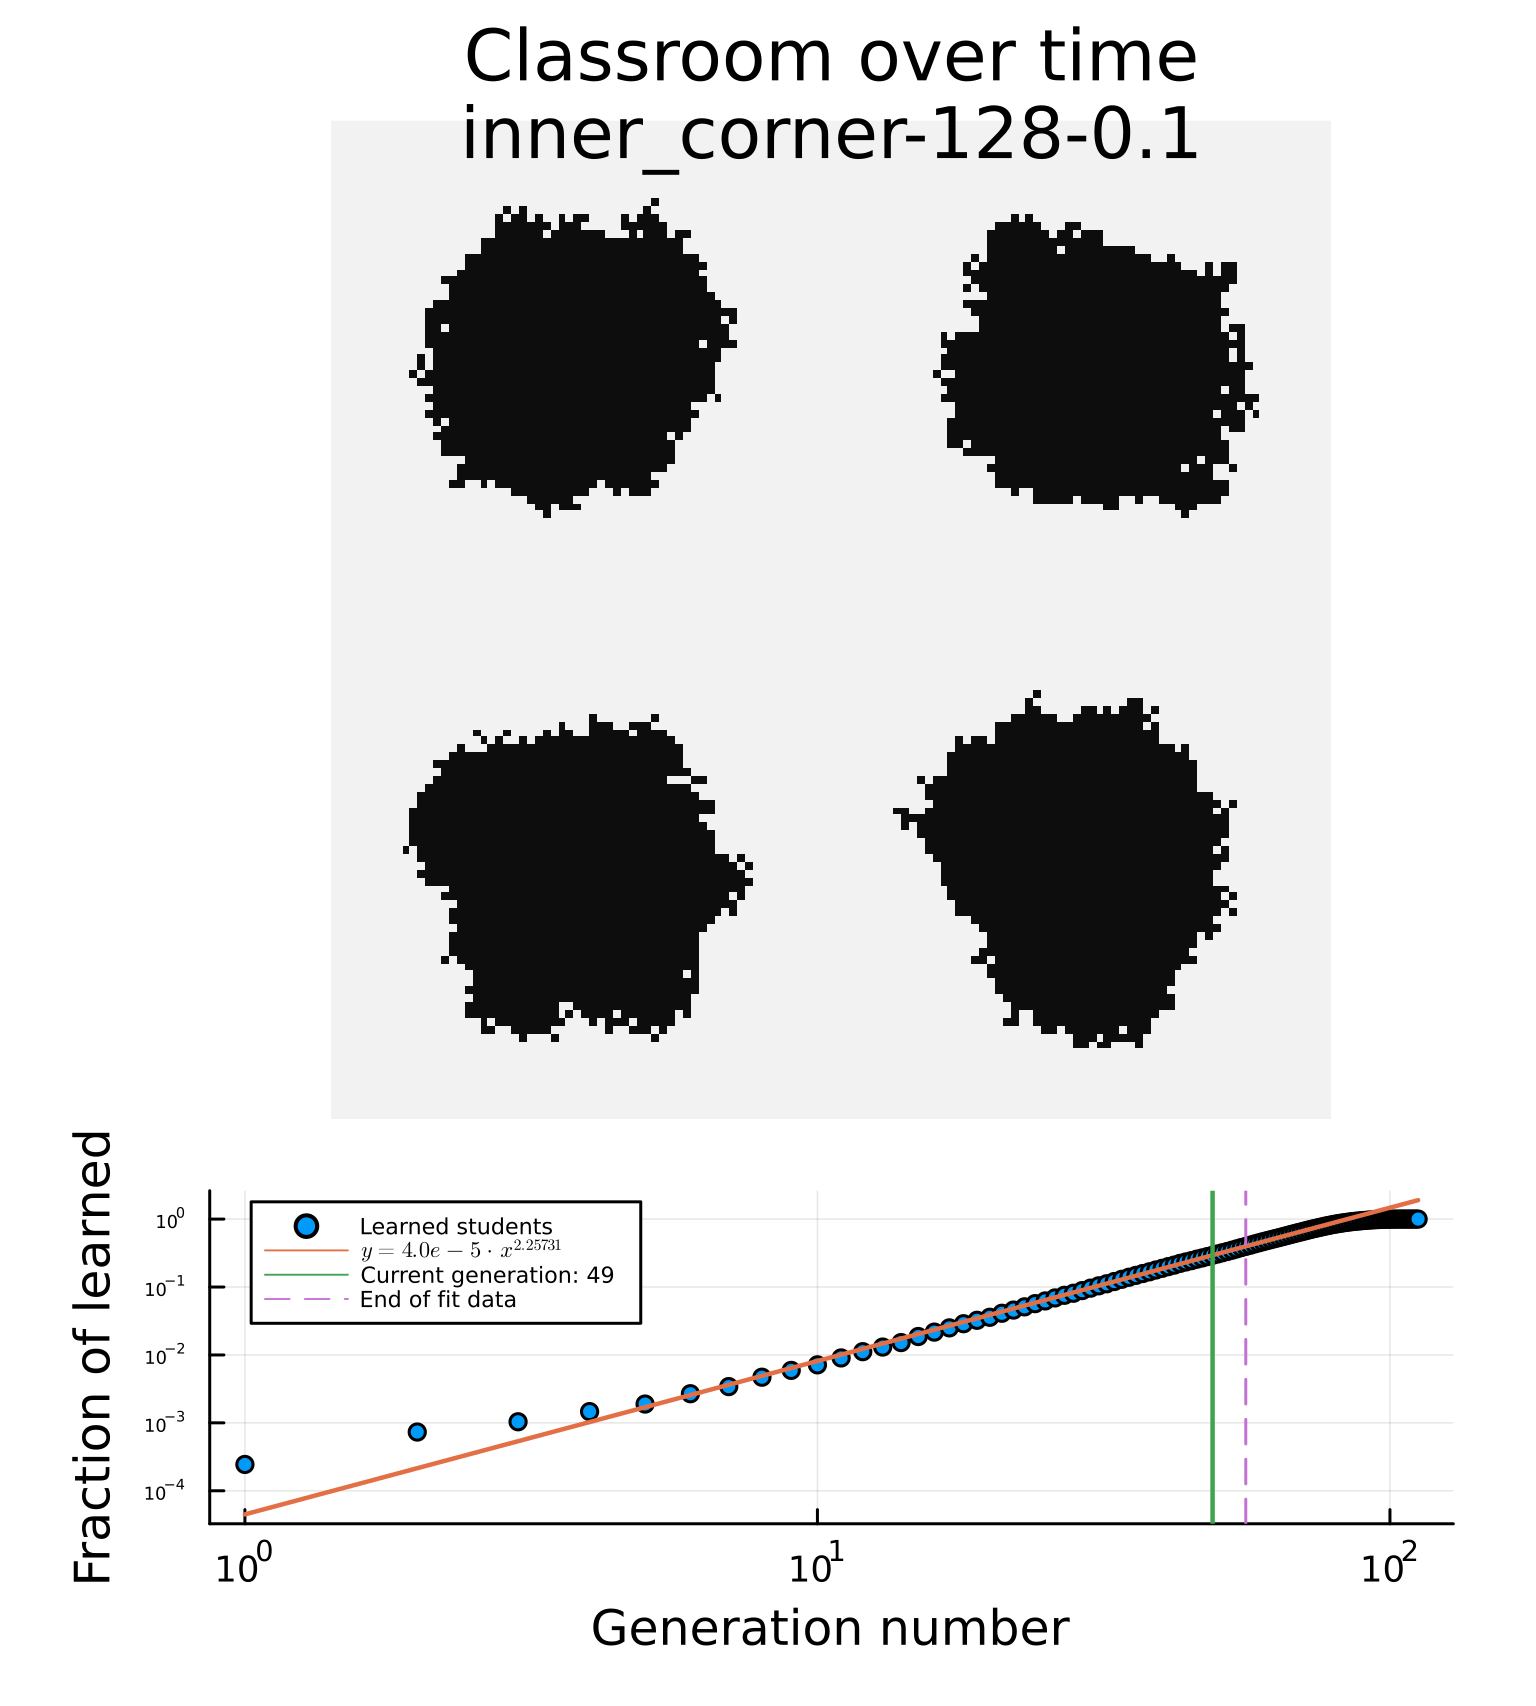 Classroom over time
inner_corner-128-0.1
Fraction of learned
10^0
10^-1
10^-2
10^-3
10^-4
Learned students
y = 4.0e − 5 · x^2.25731
Current generation: 49
End of fit data
10^0 10^1 10^2
Generation number